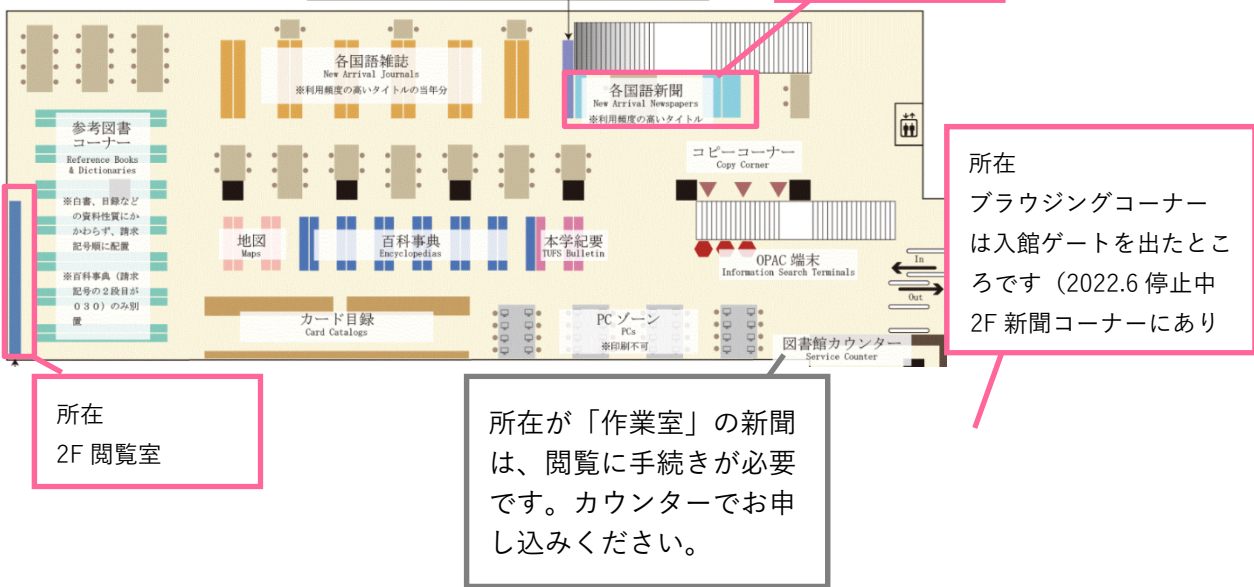 各国語雑誌
New Arrival Journals
※利用頻度の高いタイトルの当年分
各国語新聞
New Arrival Newspapers
※利用頻度の高いタイトル
参考図書
コーナー
Reference Books
& Dictionaries
※白書、目録など
の資料性質にか
かわらず、請求
記号順に配置
※百科事典（請求
記号の２段目が
０３０）のみ別
置
コピーコーナー
Copy Corner
地図
Maps
百科事典
Encyclopedias
本学紀要
TUFS Bulletin
OPAC 端末
Information Search Terminals
In
Out
カード目録
Card Catalogs
PC ゾーン
PCs
※印刷不可
図書館カウンター
Service Counter
所在
ブラウジングコーナー
は入館ゲートを出たとこ
ろです（2022.6 停止中
2F 新聞コーナーにあり
所在
2F 閲覧室
所在が「作業室」の新聞
は、閲覧に手続きが必要
です。カウンターでお申
し込みください。